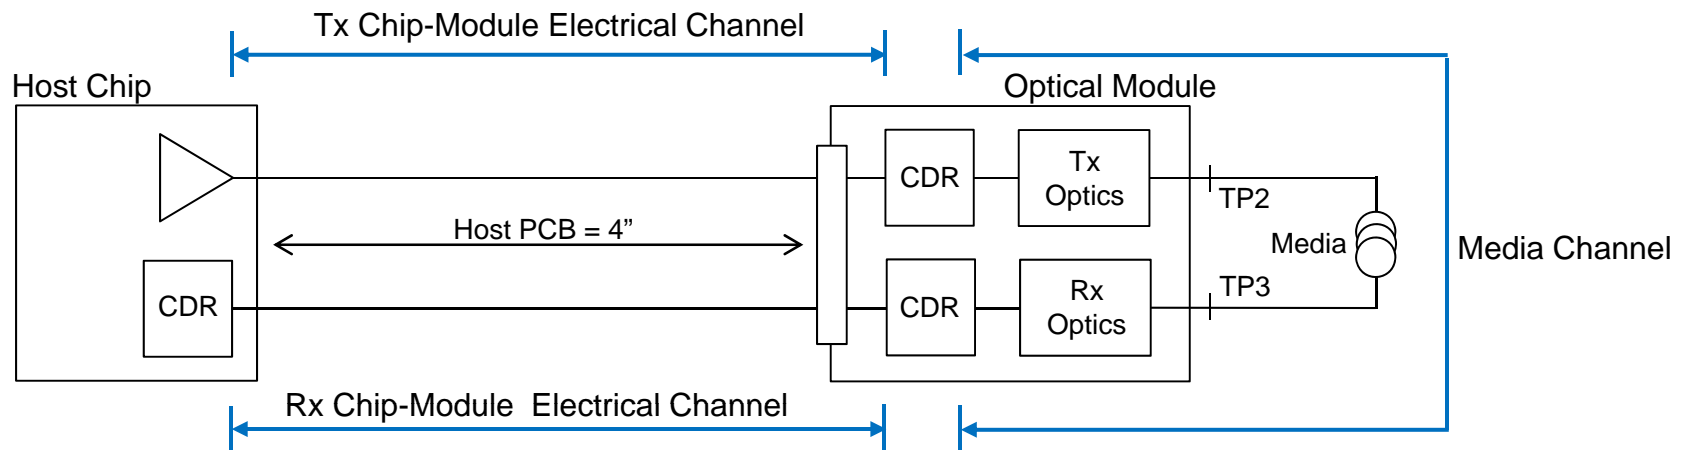 Tx Chip-Module Electrical Channel
Host Chip
Optical Module
CDR
Tx
Optics
TP2
Host PCB = 4”
Media
Media Channel
CDR
CDR
Rx
Optics
TP3
Rx Chip-Module  Electrical Channel